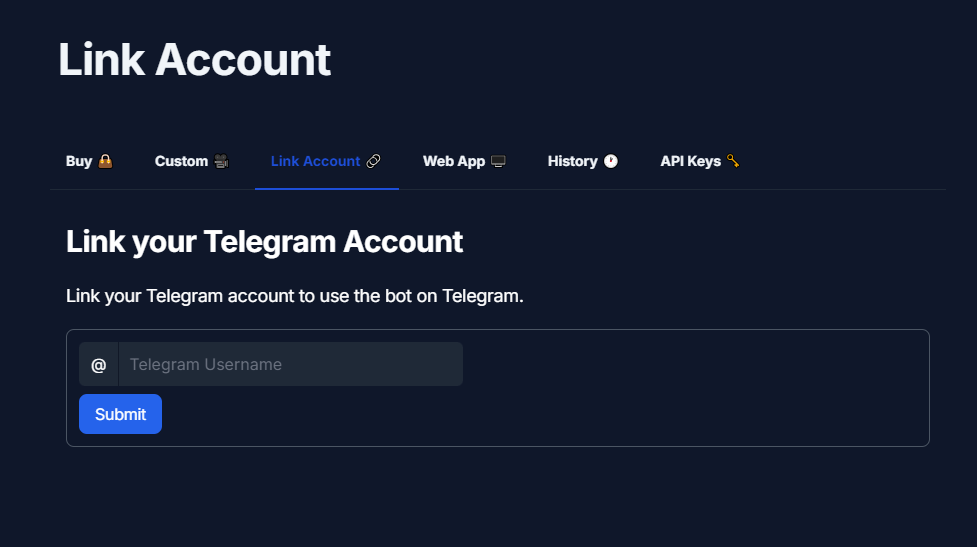 Link Account
Buy 👜 Custom 🎥 Link Account 🔗 Web App 🖥️ History 🕐 API Keys 🔑
Link your Telegram Account
Link your Telegram account to use the bot on Telegram.
@ Telegram Username
Submit